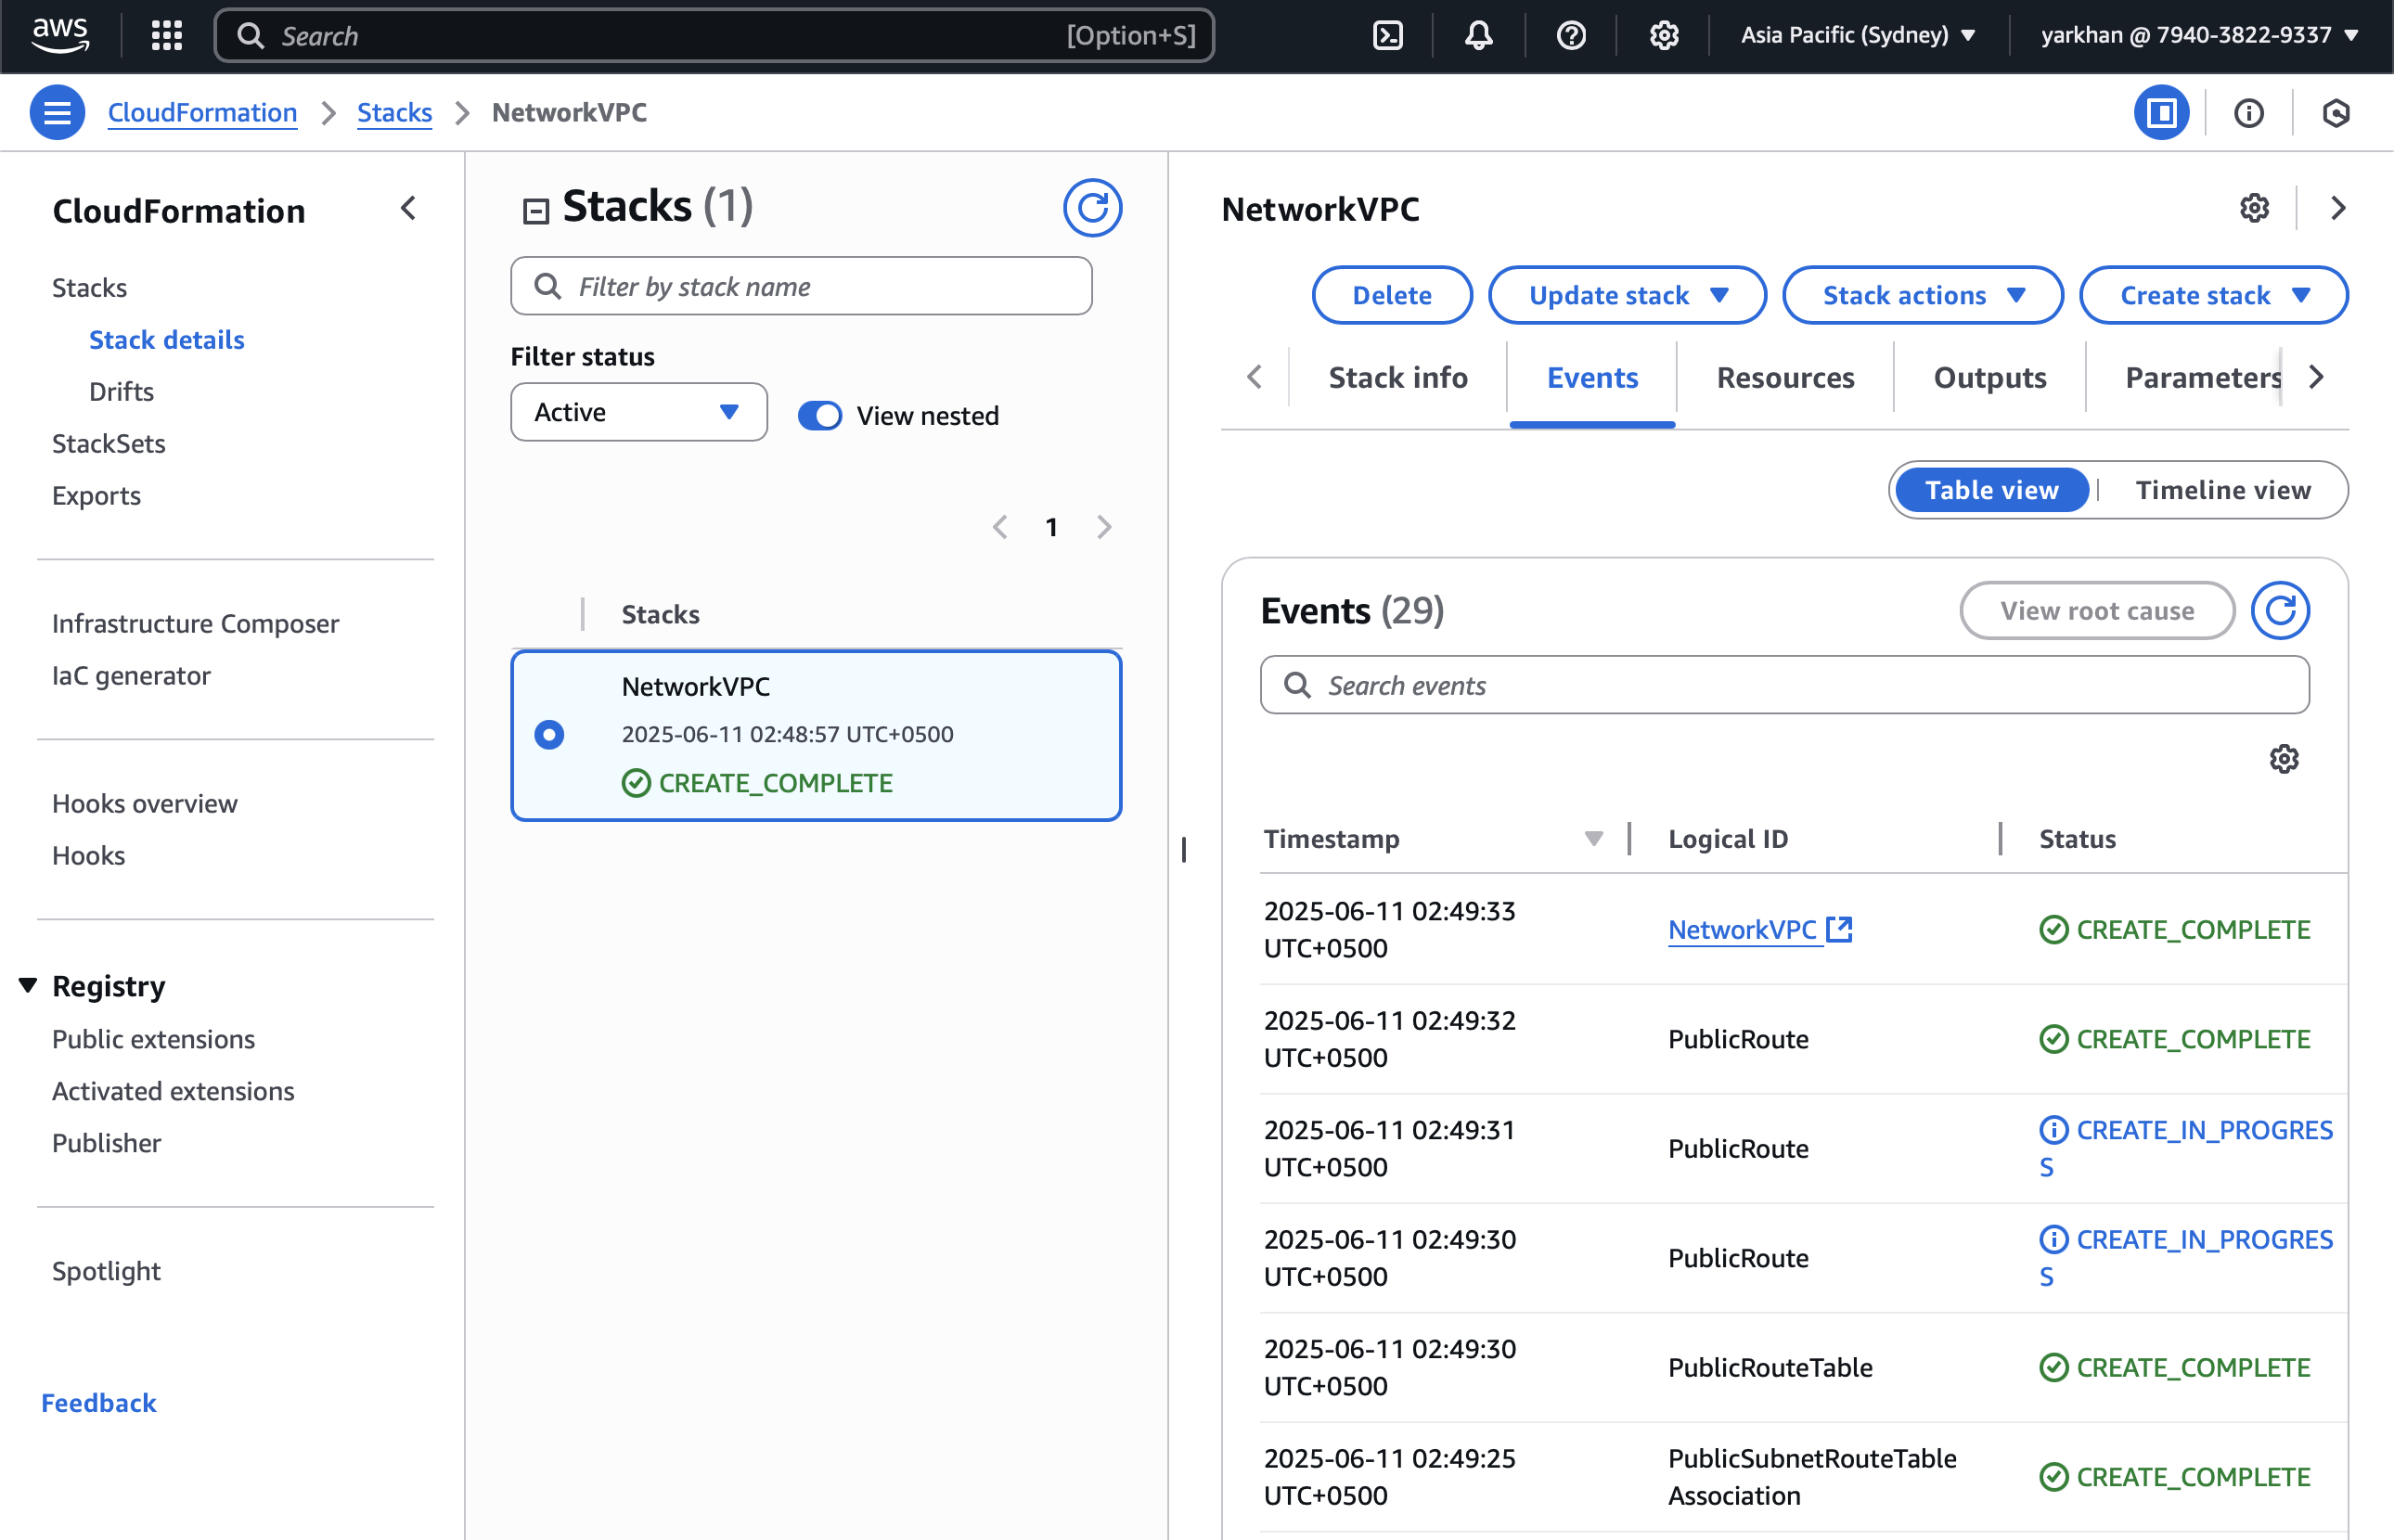 aws
Search [Option+S]
Asia Pacific (Sydney)
yarkhan @ 7940-3822-9337
CloudFormation
Stacks
NetworkVPC
CloudFormation
Stacks
Stack details
Drifts
StackSets
Exports
Infrastructure Composer
IaC generator
Hooks overview
Hooks
Registry
Public extensions
Activated extensions
Publisher
Spotlight
Feedback
Stacks (1)
Filter by stack name
Filter status
Active
View nested
1
Stacks
NetworkVPC
2025-06-11 02:48:57 UTC+0500
CREATE_COMPLETE
NetworkVPC
Delete
Update stack
Stack actions
Create stack
Stack info
Events
Resources
Outputs
Parameters
Table view
Timeline view
Events (29)
View root cause
Search events
Timestamp
Logical ID
Status
2025-06-11 02:49:33
UTC+0500
NetworkVPC
CREATE_COMPLETE
2025-06-11 02:49:32
UTC+0500
PublicRoute
CREATE_COMPLETE
2025-06-11 02:49:31
UTC+0500
PublicRoute
CREATE_IN_PROGRES
S
2025-06-11 02:49:30
UTC+0500
PublicRoute
CREATE_IN_PROGRES
S
2025-06-11 02:49:30
UTC+0500
PublicRouteTable
CREATE_COMPLETE
2025-06-11 02:49:25
UTC+0500
PublicSubnetRouteTable
Association
CREATE_COMPLETE